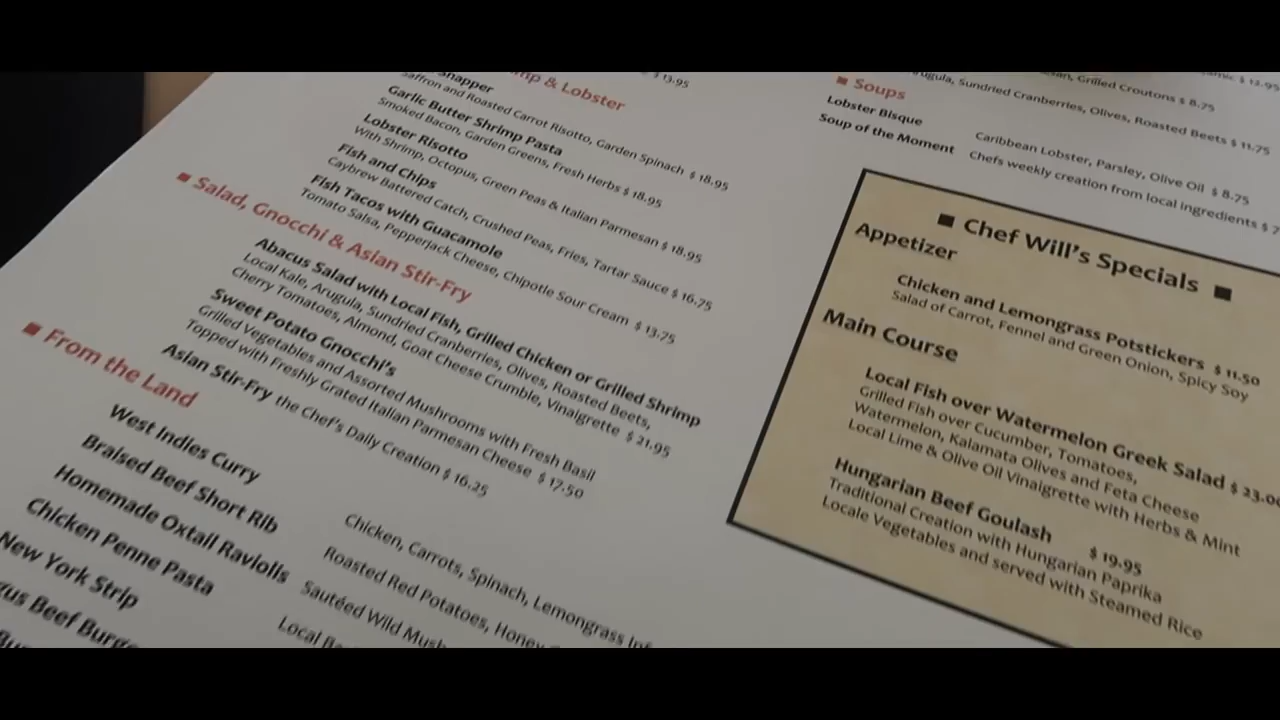 $ 13.95
mp & Lobster
Snapper
Saffron and Roasted Carrot Risotto, Garden Spinach $ 18.95
Garlic Butter Shrimp Pasta
Smoked Bacon, Garden Greens, Fresh Herbs $ 18.95
Lobster Risotto
With Shrimp, Octopus, Green Peas & Italian Parmesan $ 18.95
Fish and Chips
Caybrew Battered Catch, Crushed Peas, Fries, Tartar Sauce $ 16.75
Fish Tacos with Guacamole
Tomato Salsa, Pepperjack Cheese, Chipotle Sour Cream $ 13.75
Salad, Gnocchi & Asian Stir-Fry
Abacus Salad with Local Fish, Grilled Chicken or Grilled Shrimp
Local Kale, Arugula, Sundried Cranberries, Olives, Roasted Beets,
Cherry Tomatoes, Almond, Goat Cheese Crumble, Vinaigrette $ 21.95
Sweet Potato Gnocchi's
Grilled Vegetables and Assorted Mushrooms with Fresh Basil
Topped with Freshly Grated Italian Parmesan Cheese $ 17.50
Asian Stir-Fry the Chef's Daily Creation $ 16.25
From the Land
West Indies Curry Chicken, Carrots, Spinach, Lemongrass
Braised Beef Short Rib Roasted Red Potatoes, Honey
Homemade Oxtail Raviolis Sautéed Wild
Chicken Penne Pasta Local
New York Strip
Beef
$ 12.95
Grilled Croutons $ 8.75
Arugula, Sundried Cranberries, Olives, Roasted Beets $ 11.75
Soups
Lobster Bisque Caribbean Lobster, Parsley, Olive Oil $ 8.75
Soup of the Moment Chefs weekly creation from local ingredients $ 7
Chef Will's Specials
Appetizer
Chicken and Lemongrass Potstickers $ 11.50
Salad of Carrot, Fennel and Green Onion, Spicy Soy
Main Course
Local Fish over Watermelon Greek Salad $ 23.00
Grilled Fish over Cucumber, Tomatoes,
Watermelon, Kalamata Olives and Feta Cheese
Local Lime & Olive Oil Vinaigrette with Herbs & Mint
Hungarian Beef Goulash $ 19.95
Traditional Creation with Hungarian Paprika
Locale Vegetables and served with Steamed Rice